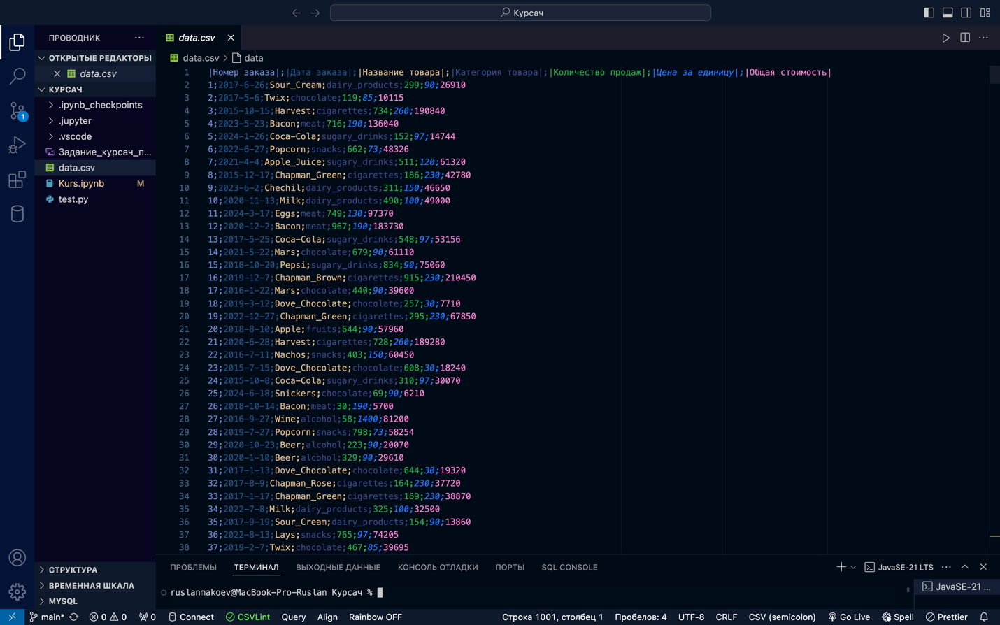 Курсач
ПРОВОДНИК
ОТКРЫТЫЕ РЕДАКТОРЫ
data.csv
КУРСАЧ
.ipynb_checkpoints
.jupyter
.vscode
Задание_курсач_п...
data.csv
Kurs.ipynb M
test.py
СТРУКТУРА
ВРЕМЕННАЯ ШКАЛА
MYSQL
1
data.csv
data.csv > data
1 |Номер заказа|;|Дата заказа|;|Название товара|;|Категория товара|;|Количество продаж|;|Цена за единицу|;|Общая стоимость|
2 1;2017-6-26;Sour_Cream;dairy_products;299;90;26910
3 2;2017-5-6;Twix;chocolate;119;85;10115
4 3;2015-10-15;Harvest;cigarettes;734;260;190840
5 4;2023-5-23;Bacon;meat;716;190;136040
6 5;2024-1-26;Coca-Cola;sugary_drinks;152;97;14744
7 6;2022-6-27;Popcorn;snacks;662;73;48326
8 7;2021-4-4;Apple_Juice;sugary_drinks;511;120;61320
9 8;2015-12-17;Chapman_Green;cigarettes;186;230;42780
10 9;2023-6-2;Chechil;dairy_products;311;150;46650
11 10;2020-11-13;Milk;dairy_products;490;100;49000
12 11;2024-3-17;Eggs;meat;749;130;97370
13 12;2020-12-2;Bacon;meat;967;190;183730
14 13;2017-5-25;Coca-Cola;sugary_drinks;548;97;53156
15 14;2021-5-22;Mars;chocolate;679;90;61110
16 15;2018-10-20;Pepsi;sugary_drinks;834;90;75060
17 16;2019-12-7;Chapman_Brown;cigarettes;915;230;210450
18 17;2016-1-22;Mars;chocolate;440;90;39600
19 18;2019-3-12;Dove_Chocolate;chocolate;257;30;7710
20 19;2022-12-27;Chapman_Green;cigarettes;295;230;67850
21 20;2018-8-10;Apple;fruits;644;90;57960
22 21;2020-6-28;Harvest;cigarettes;728;260;189280
23 22;2016-7-11;Nachos;snacks;403;150;60450
24 23;2015-7-15;Dove_Chocolate;chocolate;608;30;18240
25 24;2015-10-8;Coca-Cola;sugary_drinks;310;97;30070
26 25;2024-6-18;Snickers;chocolate;69;90;6210
27 26;2018-10-14;Bacon;meat;30;190;5700
28 27;2016-9-27;Wine;alcohol;58;1400;81200
29 28;2019-7-27;Popcorn;snacks;798;73;58254
30 29;2020-10-23;Beer;alcohol;223;90;20070
31 30;2020-1-10;Beer;alcohol;329;90;29610
32 31;2017-1-13;Dove_Chocolate;chocolate;644;30;19320
33 32;2017-8-9;Chapman_Rose;cigarettes;164;230;37720
34 33;2017-1-17;Chapman_Green;cigarettes;169;230;38870
35 34;2022-7-8;Milk;dairy_products;325;100;32500
36 35;2017-9-19;Sour_Cream;dairy_products;154;90;13860
37 36;2022-8-13;Lays;snacks;765;97;74205
38 37;2019-2-7;Twix;chocolate;467;85;39695
ПРОБЛЕМЫ ТЕРМИНАЛ ВЫХОДНЫЕ ДАННЫЕ КОНСОЛЬ ОТЛАДКИ ПОРТЫ SQL CONSOLE JavaSE-21 LTS
ruslanmakoev@MacBook-Pro-Ruslan Курсач %
JavaSE-21 ...
main* 0 0 0 Connect CSVLint Query Align Rainbow OFF Строка 1001, столбец 1 Пробелов: 4 UTF-8 CRLF CSV (semicolon) Go Live Spell Prettier